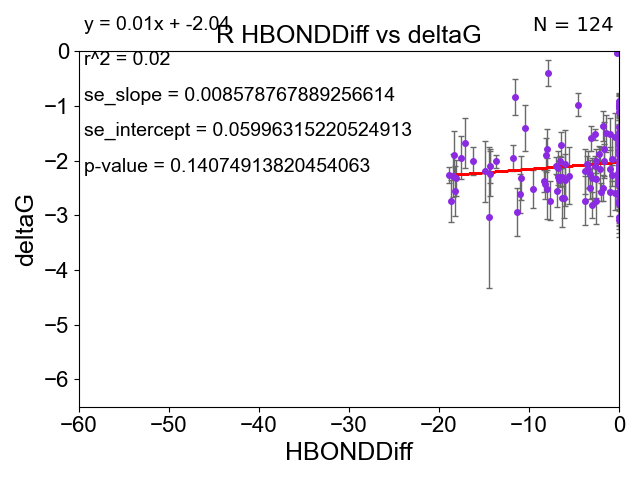 y = 0.01x + -2.04
N = 124
R HBONDDiff vs deltaG
r^2 = 0.02
se_slope = 0.008578767889256614
se_intercept = 0.05996315220524913
p-value = 0.14074913820454063
0
−1
−2
−3
−4
−5
−6
deltaG
−60 −50 −40 −30 −20 −10 0
HBONDDiff